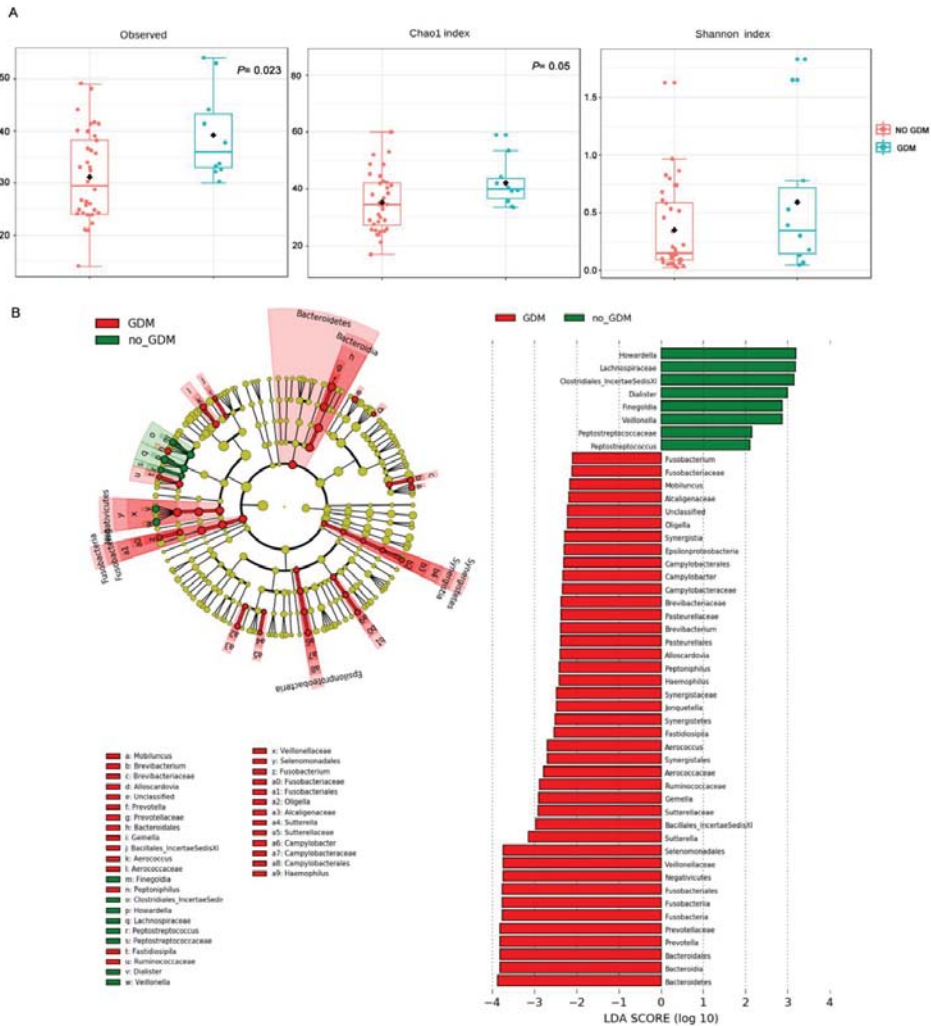 A
Observed
Chao1 index
Shannon index
P= 0.023
P= 0.05
50
40
30
20
80
60
40
20
1.5
1.0
0.5
0.0
NO GDM
GDM
B
GDM
no_GDM
Bacteroidetes
Bacteroidia
Negativicutes
Fusobacteria
Fusobacteria
Synergistetes
Synergistia
Epsilonproteobacteria
a: Mobiluncus
b: Brevibacterium
c: Brevibacteriaceae
d: Alloscardovia
e: Unclassified
f: Prevotella
g: Prevotellaceae
h: Bacteroidales
i: Gemella
j: Bacillales_IncertaeSedisXI
k: Aerococcus
l: Aerococcaceae
m: Finegoldia
n: Peptoniphilus
o: Clostridiales_IncertaeSedis
p: Howardella
q: Lachnospiraceae
r: Peptostreptococcus
s: Peptostreptococcaceae
t: Fastidiosipila
u: Ruminococcaceae
v: Dialister
w: Veillonella
x: Veillonellaceae
y: Selenomonadales
z: Fusobacterium
a0: Fusobacteriaceae
a1: Fusobacteriales
a2: Oligella
a3: Alcaligenaceae
a4: Sutterella
a5: Sutterellaceae
a6: Campylobacter
a7: Campylobacteraceae
a8: Campylobacterales
a9: Haemophilus
GDM
no_GDM
Howardella
Lachnospiraceae
Clostridiales_IncertaeSedisXI
Dialister
Finegoldia
Veillonella
Peptostreptococcaceae
Peptostreptococcus
Fusobacterium
Fusobacteriaceae
Mobiluncus
Alcaligenaceae
Unclassified
Oligella
Synergistia
Epsilonproteobacteria
Campylobacterales
Campylobacter
Campylobacteraceae
Brevibacteriaceae
Pasteurellaceae
Brevibacterium
Pasteurellales
Alloscardovia
Peptoniphilus
Haemophilus
Synergistaceae
Jonquetella
Synergistetes
Fastidiosipila
Aerococcus
Synergistales
Aerococcaceae
Ruminococcaceae
Gemella
Sutterellaceae
Bacillales_IncertaeSedisXI
Sutterella
Selenomonadales
Veillonellaceae
Negativicutes
Fusobacteriales
Fusobacteriia
Fusobacteria
Prevotellaceae
Prevotella
Bacteroidales
Bacteroidia
Bacteroidetes
−4 −3 −2 −1 0 1 2 3 4
LDA SCORE (log 10)